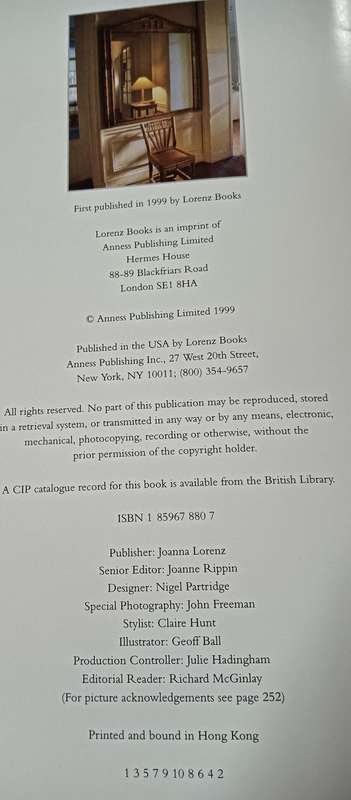 First published in 1999 by Lorenz Books
Lorenz Books is an imprint of
Anness Publishing Limited
Hermes House
88-89 Blackfriars Road
London SE1 8HA
© Anness Publishing Limited 1999
Published in the USA by Lorenz Books
Anness Publishing Inc., 27 West 20th Street,
New York, NY 10011; (800) 354-9657
All rights reserved. No part of this publication may be reproduced, stored
in a retrieval system, or transmitted in any way or by any means, electronic,
mechanical, photocopying, recording or otherwise, without the
prior permission of the copyright holder.
A CIP catalogue record for this book is available from the British Library.
ISBN 1 85967 880 7
Publisher: Joanna Lorenz
Senior Editor: Joanne Rippin
Designer: Nigel Partridge
Special Photography: John Freeman
Stylist: Claire Hunt
Illustrator: Geoff Ball
Production Controller: Julie Hadingham
Editorial Reader: Richard McGinlay
(For picture acknowledgements see page 252)
Printed and bound in Hong Kong
1 3 5 7 9 10 8 6 4 2